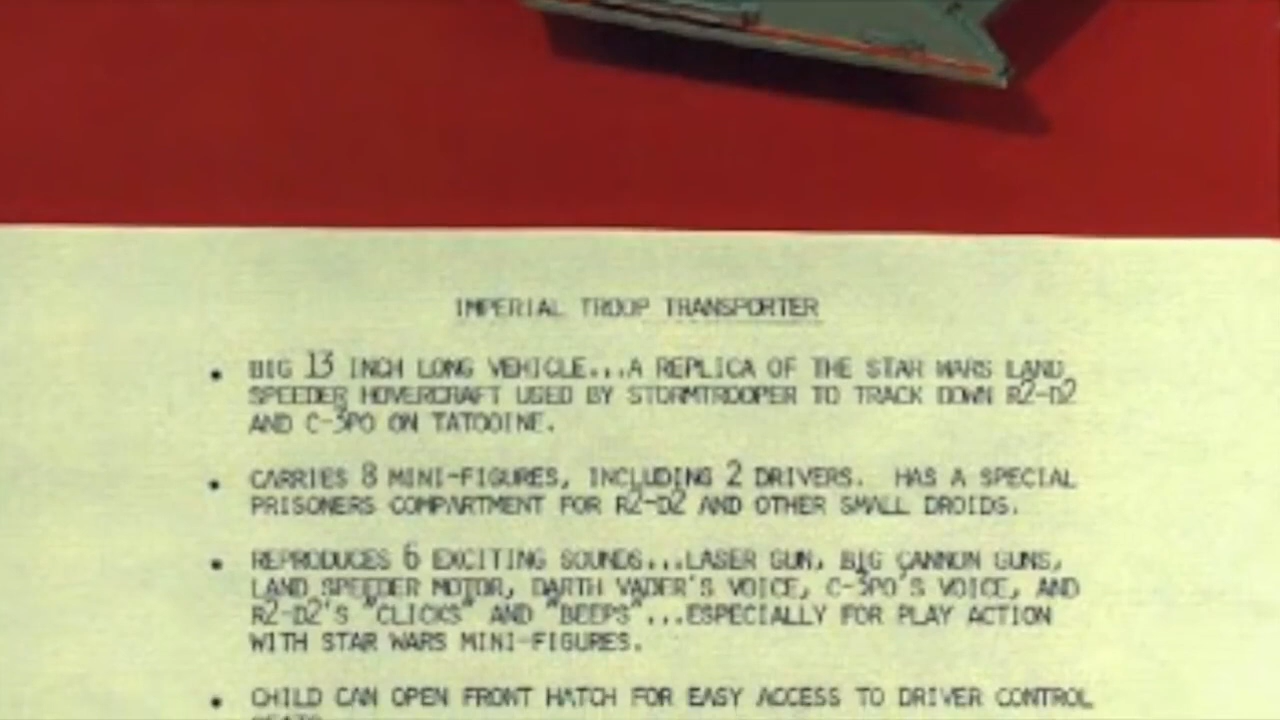 IMPERIAL TROOP TRANSPORTER
• BIG 13 INCH LONG VEHICLE...A REPLICA OF THE STAR WARS LAND
SPEEDER HOVERCRAFT USED BY STORMTROOPER TO TRACK DOWN R2-D2
AND C-3PO ON TATOOINE.
• CARRIES 8 MINI-FIGURES, INCLUDING 2 DRIVERS. HAS A SPECIAL
PRISONERS COMPARTMENT FOR R2-D2 AND OTHER SMALL DROIDS.
• REPRODUCES 6 EXCITING SOUNDS...LASER GUN, BIG CANNON GUNS,
LAND SPEEDER MOTOR, DARTH VADER'S VOICE, C-3PO'S VOICE, AND
R2-D2'S "CLICKS" AND "BEEPS"...ESPECIALLY FOR PLAY ACTION
WITH STAR WARS MINI-FIGURES.
• CHILD CAN OPEN FRONT HATCH FOR EASY ACCESS TO DRIVER CONTROL